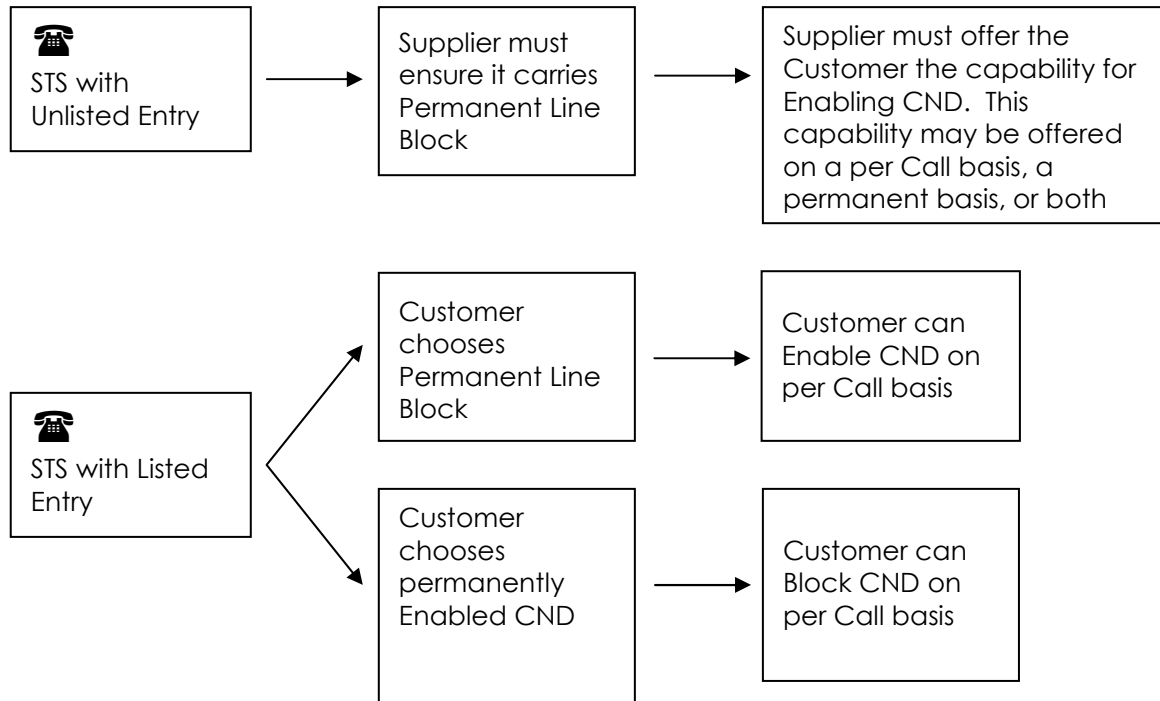 STS with
Unlisted Entry
Supplier must
ensure it carries
Permanent Line
Block
Supplier must offer the
Customer the capability for
Enabling CND.  This
capability may be offered
on a per Call basis, a
permanent basis, or both
STS with Listed
Entry
Customer
chooses
Permanent Line
Block
Customer can
Enable CND on
per Call basis
Customer
chooses
permanently
Enabled CND
Customer can
Block CND on
per Call basis